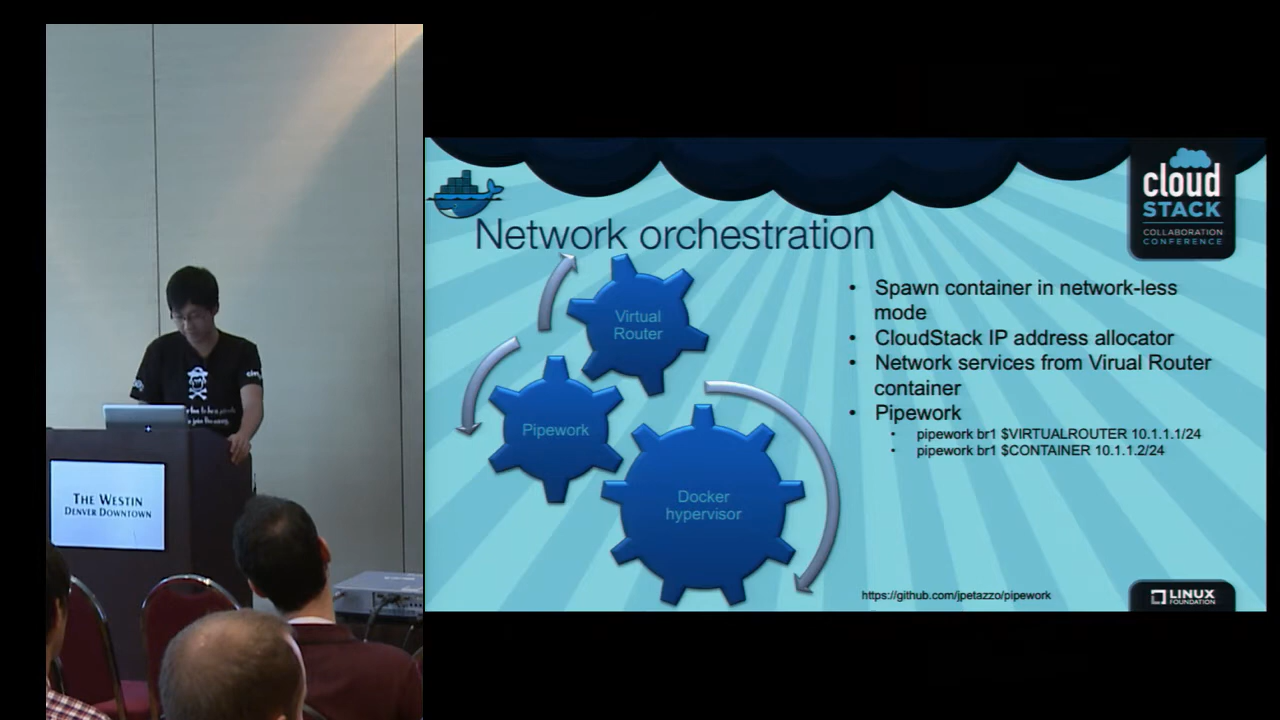 cloud
STACK
COLLABORATION
CONFERENCE
Network orchestration
Virtual
Router
Pipework
Docker
hypervisor
• Spawn container in network-less
mode
• CloudStack IP address allocator
• Network services from Virual Router
container
• Pipework
• pipework br1 $VIRTUALROUTER 10.1.1.1/24
• pipework br1 $CONTAINER 10.1.1.2/24
https://github.com/jpetazzo/pipework
LINUX
FOUNDATION
THE WESTIN
DENVER DOWNTOWN